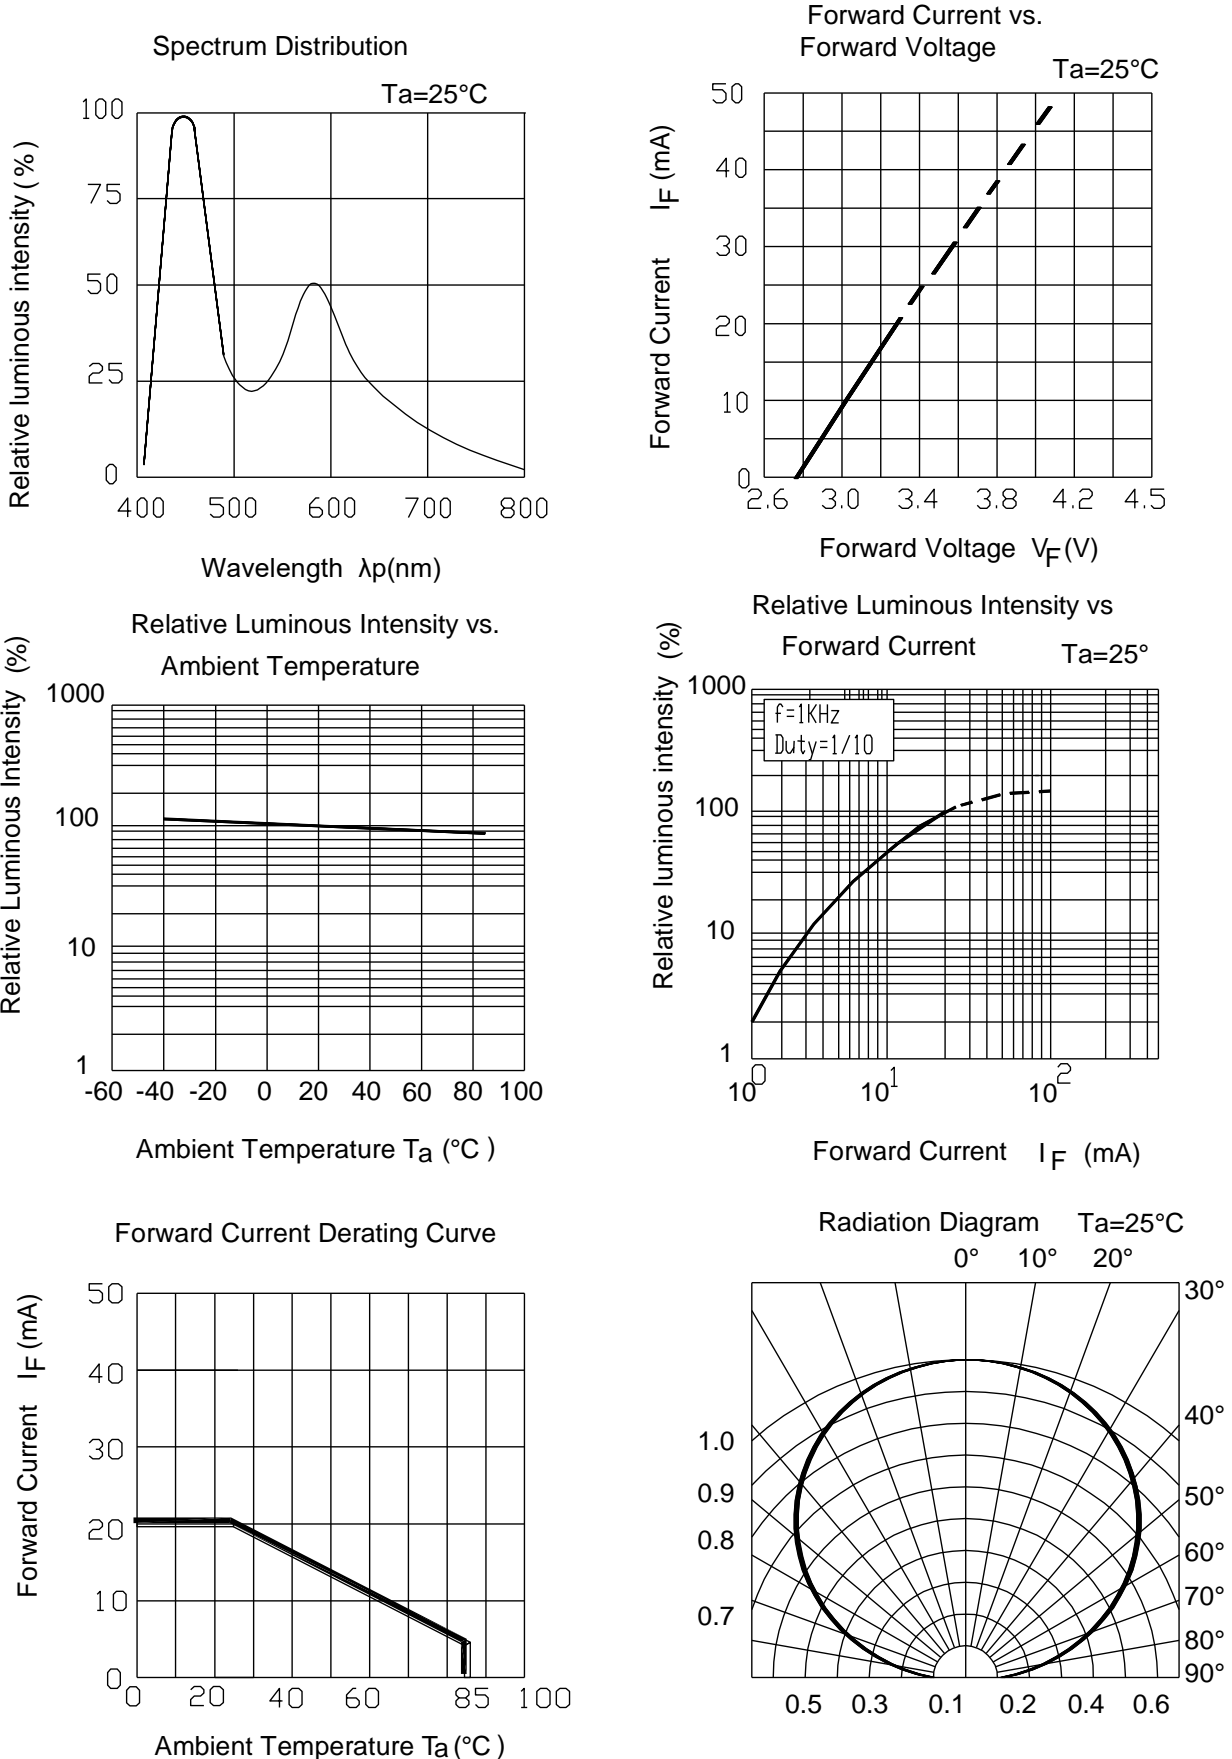 Spectrum Distribution
Ta=25°C
Relative luminous intensity (%)
100
75
50
25
0
400 500 600 700 800
Wavelength λp(nm)
Forward Current vs.
Forward Voltage
Ta=25°C
Forward Current IF (mA)
50
40
30
20
10
0
2.6 3.0 3.4 3.8 4.2 4.5
Forward Voltage VF(V)
Relative Luminous Intensity vs.
Ambient Temperature
Relative Luminous Intensity (%)
1000
100
10
1
-60 -40 -20 0 20 40 60 80 100
Ambient Temperature Ta (°C )
Relative Luminous Intensity vs
Forward Current
Ta=25°
Relative luminous intensity (%)
f=1KHz
Duty=1/10
1000
100
10
1
10^0 10^1 10^2
Forward Current IF (mA)
Forward Current Derating Curve
Forward Current IF (mA)
50
40
30
20
10
0
0 20 40 60 85 100
Ambient Temperature Ta (°C )
Radiation Diagram Ta=25°C
0° 10° 20°
30°
40°
50°
60°
70°
80°
90°
1.0
0.9
0.8
0.7
0.5 0.3 0.1 0.2 0.4 0.6